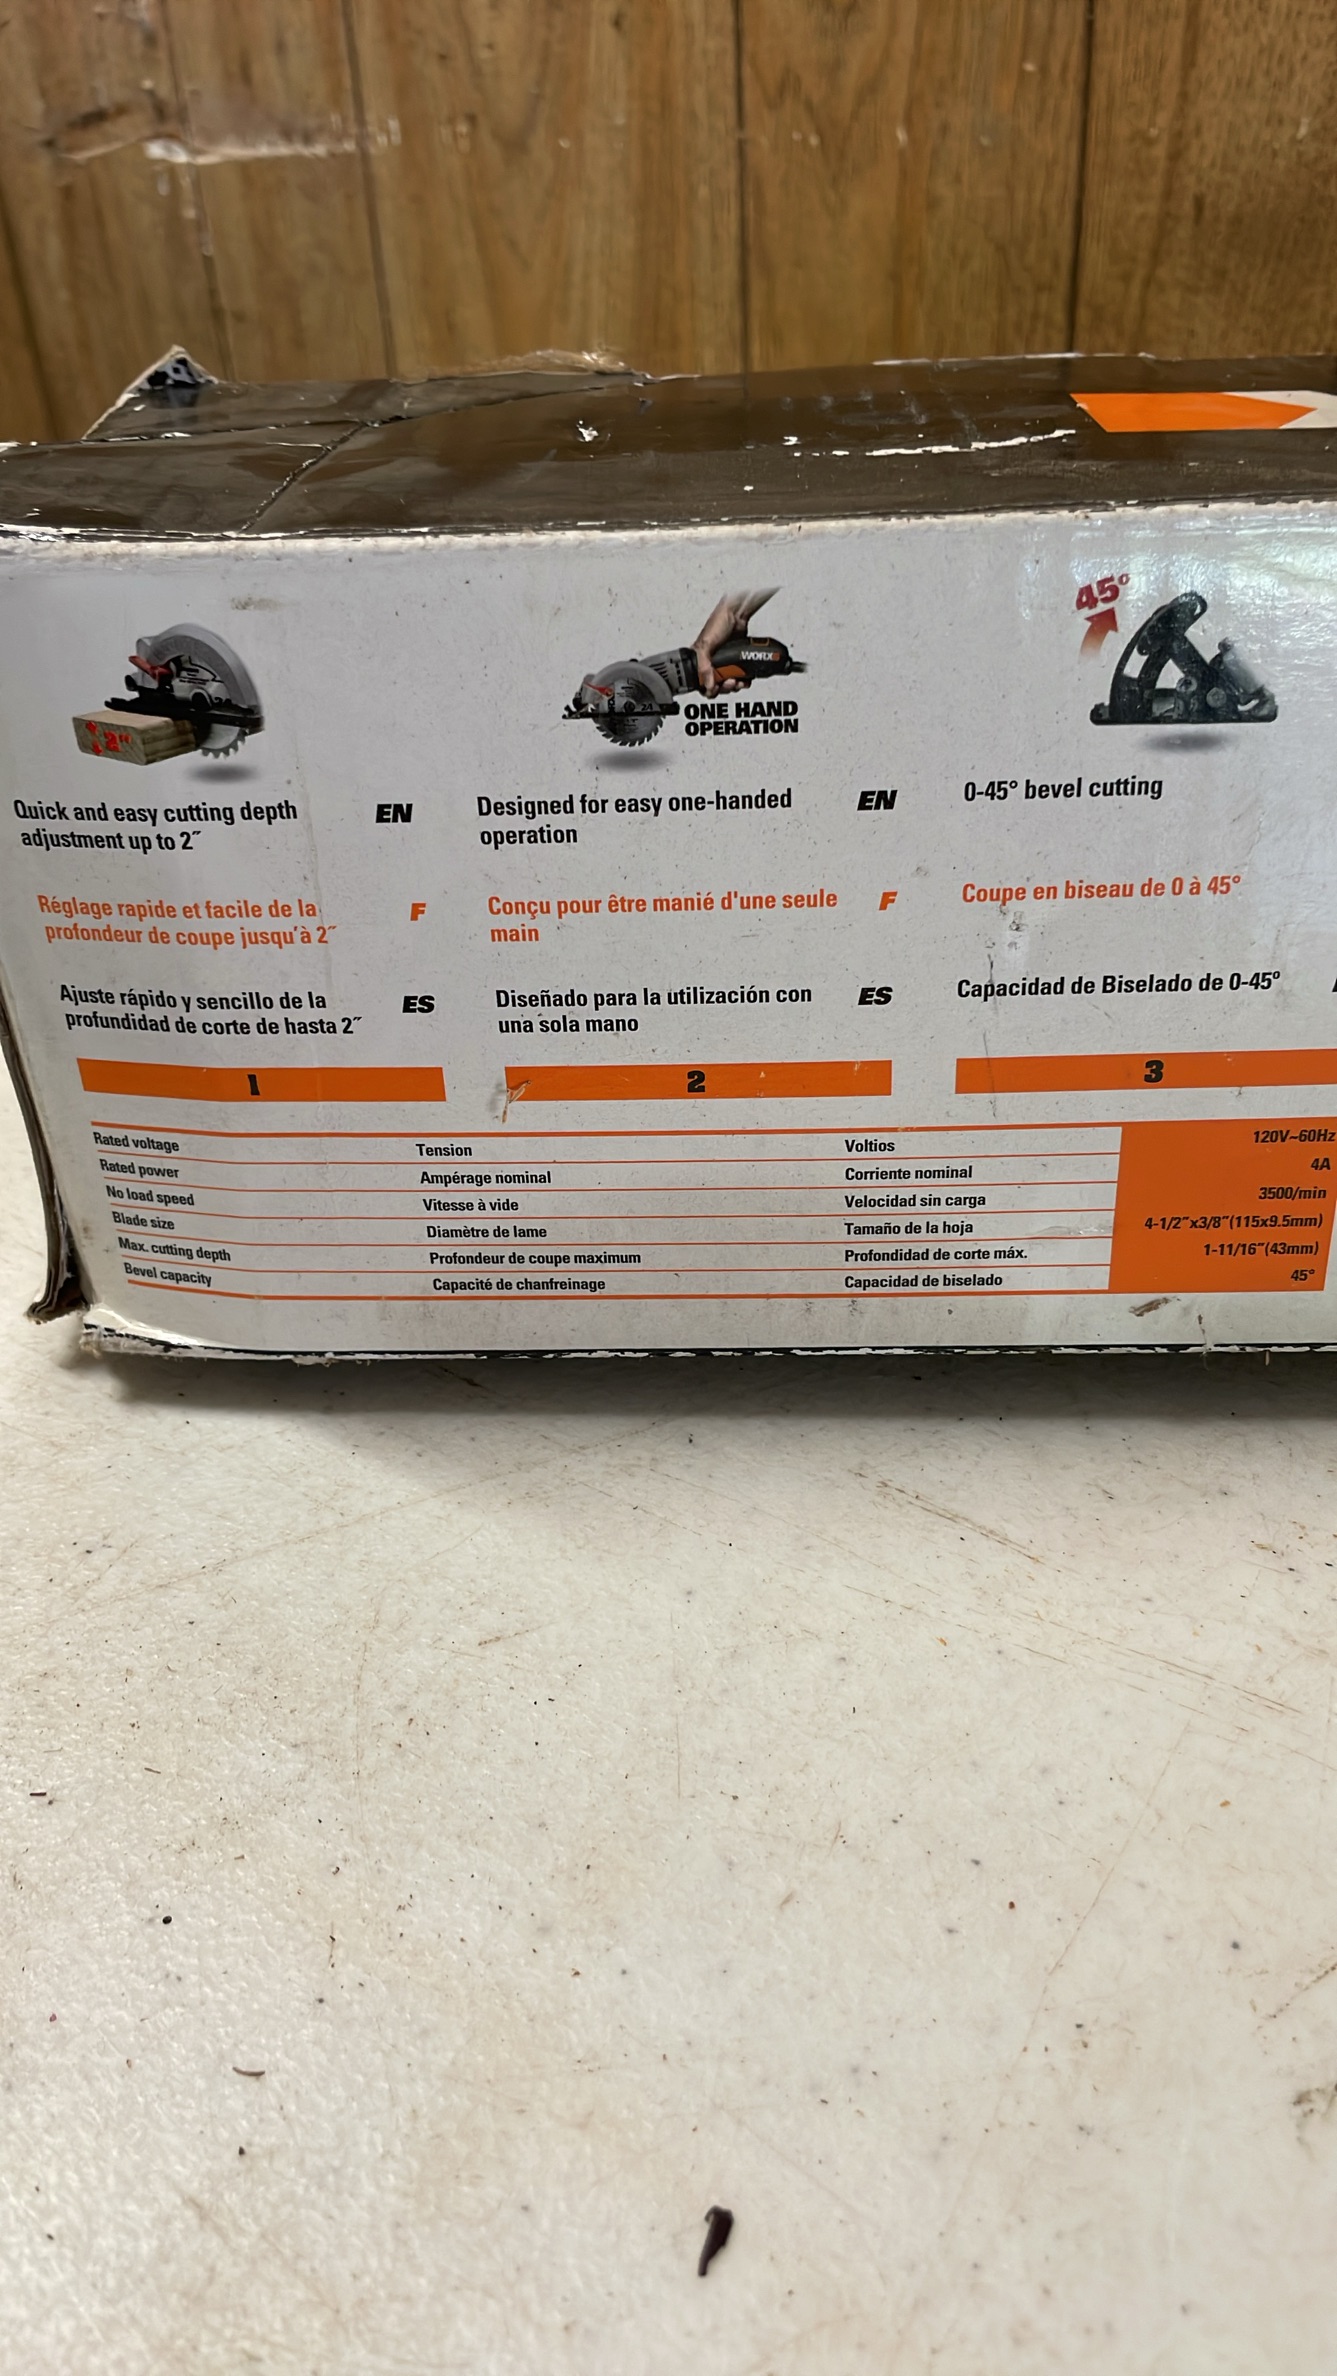 45°
2"
WORX
ONE HAND
OPERATION
Quick and easy cutting depth
adjustment up to 2˝
EN
Designed for easy one-handed
operation
EN
0-45° bevel cutting
Réglage rapide et facile de la
profondeur de coupe jusqu'à 2˝
F
Conçu pour être manié d'une seule
main
F
Coupe en biseau de 0 à 45°
Ajuste rápido y sencillo de la
profundidad de corte de hasta 2˝
ES
Diseñado para la utilización con
una sola mano
ES
Capacidad de Biselado de 0-45°
1
2
3
Rated voltage Tension Voltios 120V~60Hz
Rated power Ampérage nominal Corriente nominal 4A
No load speed Vitesse à vide Velocidad sin carga 3500/min
Blade size Diamètre de lame Tamaño de la hoja 4-1/2˝x3/8˝(115x9.5mm)
Max. cutting depth Profondeur de coupe maximum Profondidad de corte máx. 1-11/16˝(43mm)
Bevel capacity Capacité de chanfreinage Capacidad de biselado 45°